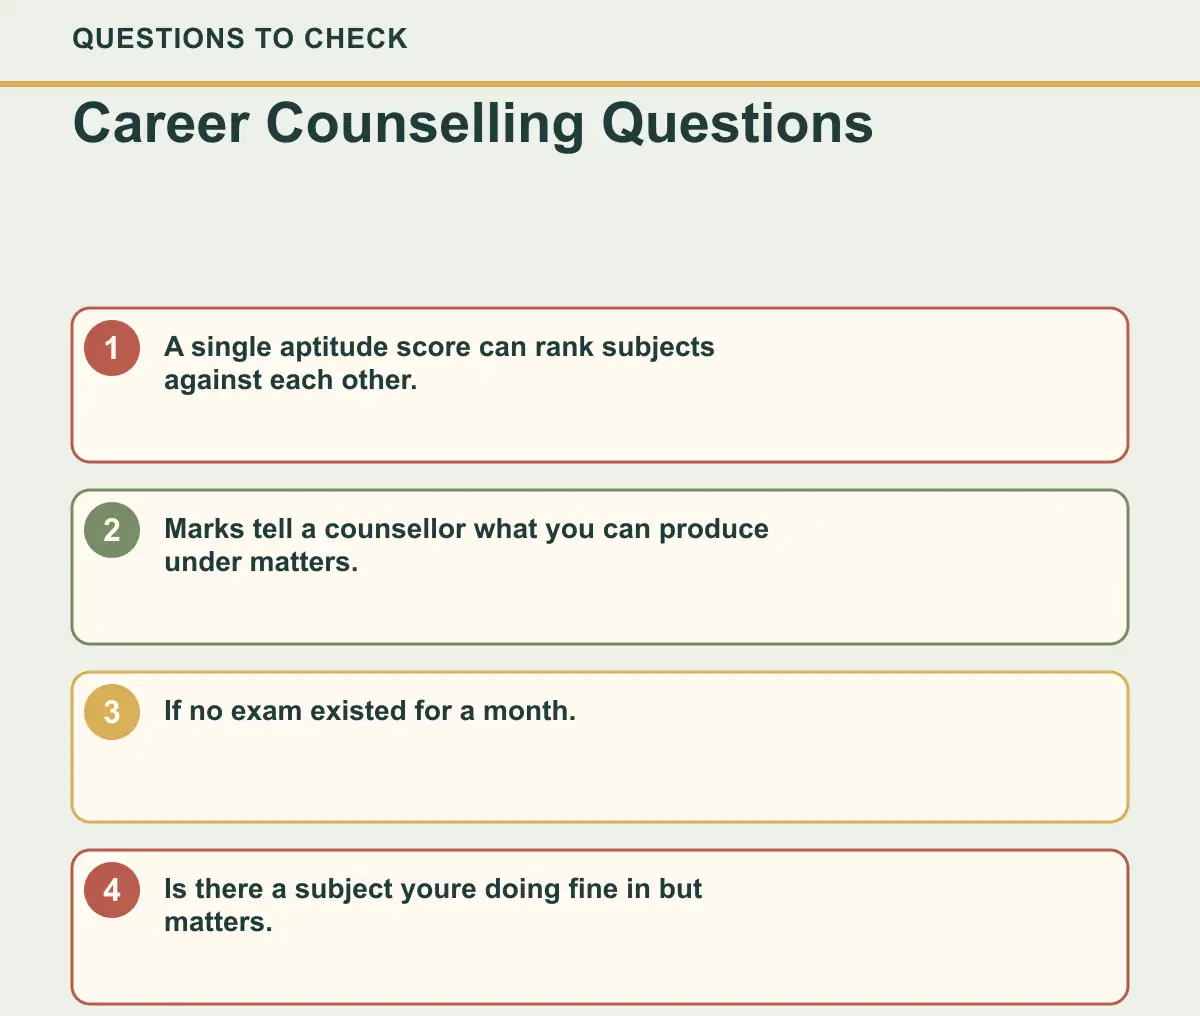 QUESTIONS TO CHECK
Career Counselling Questions
1
A single aptitude score can rank subjects
against each other.
2
Marks tell a counsellor what you can produce
under matters.
3
If no exam existed for a month.
4
Is there a subject youre doing fine in but
matters.